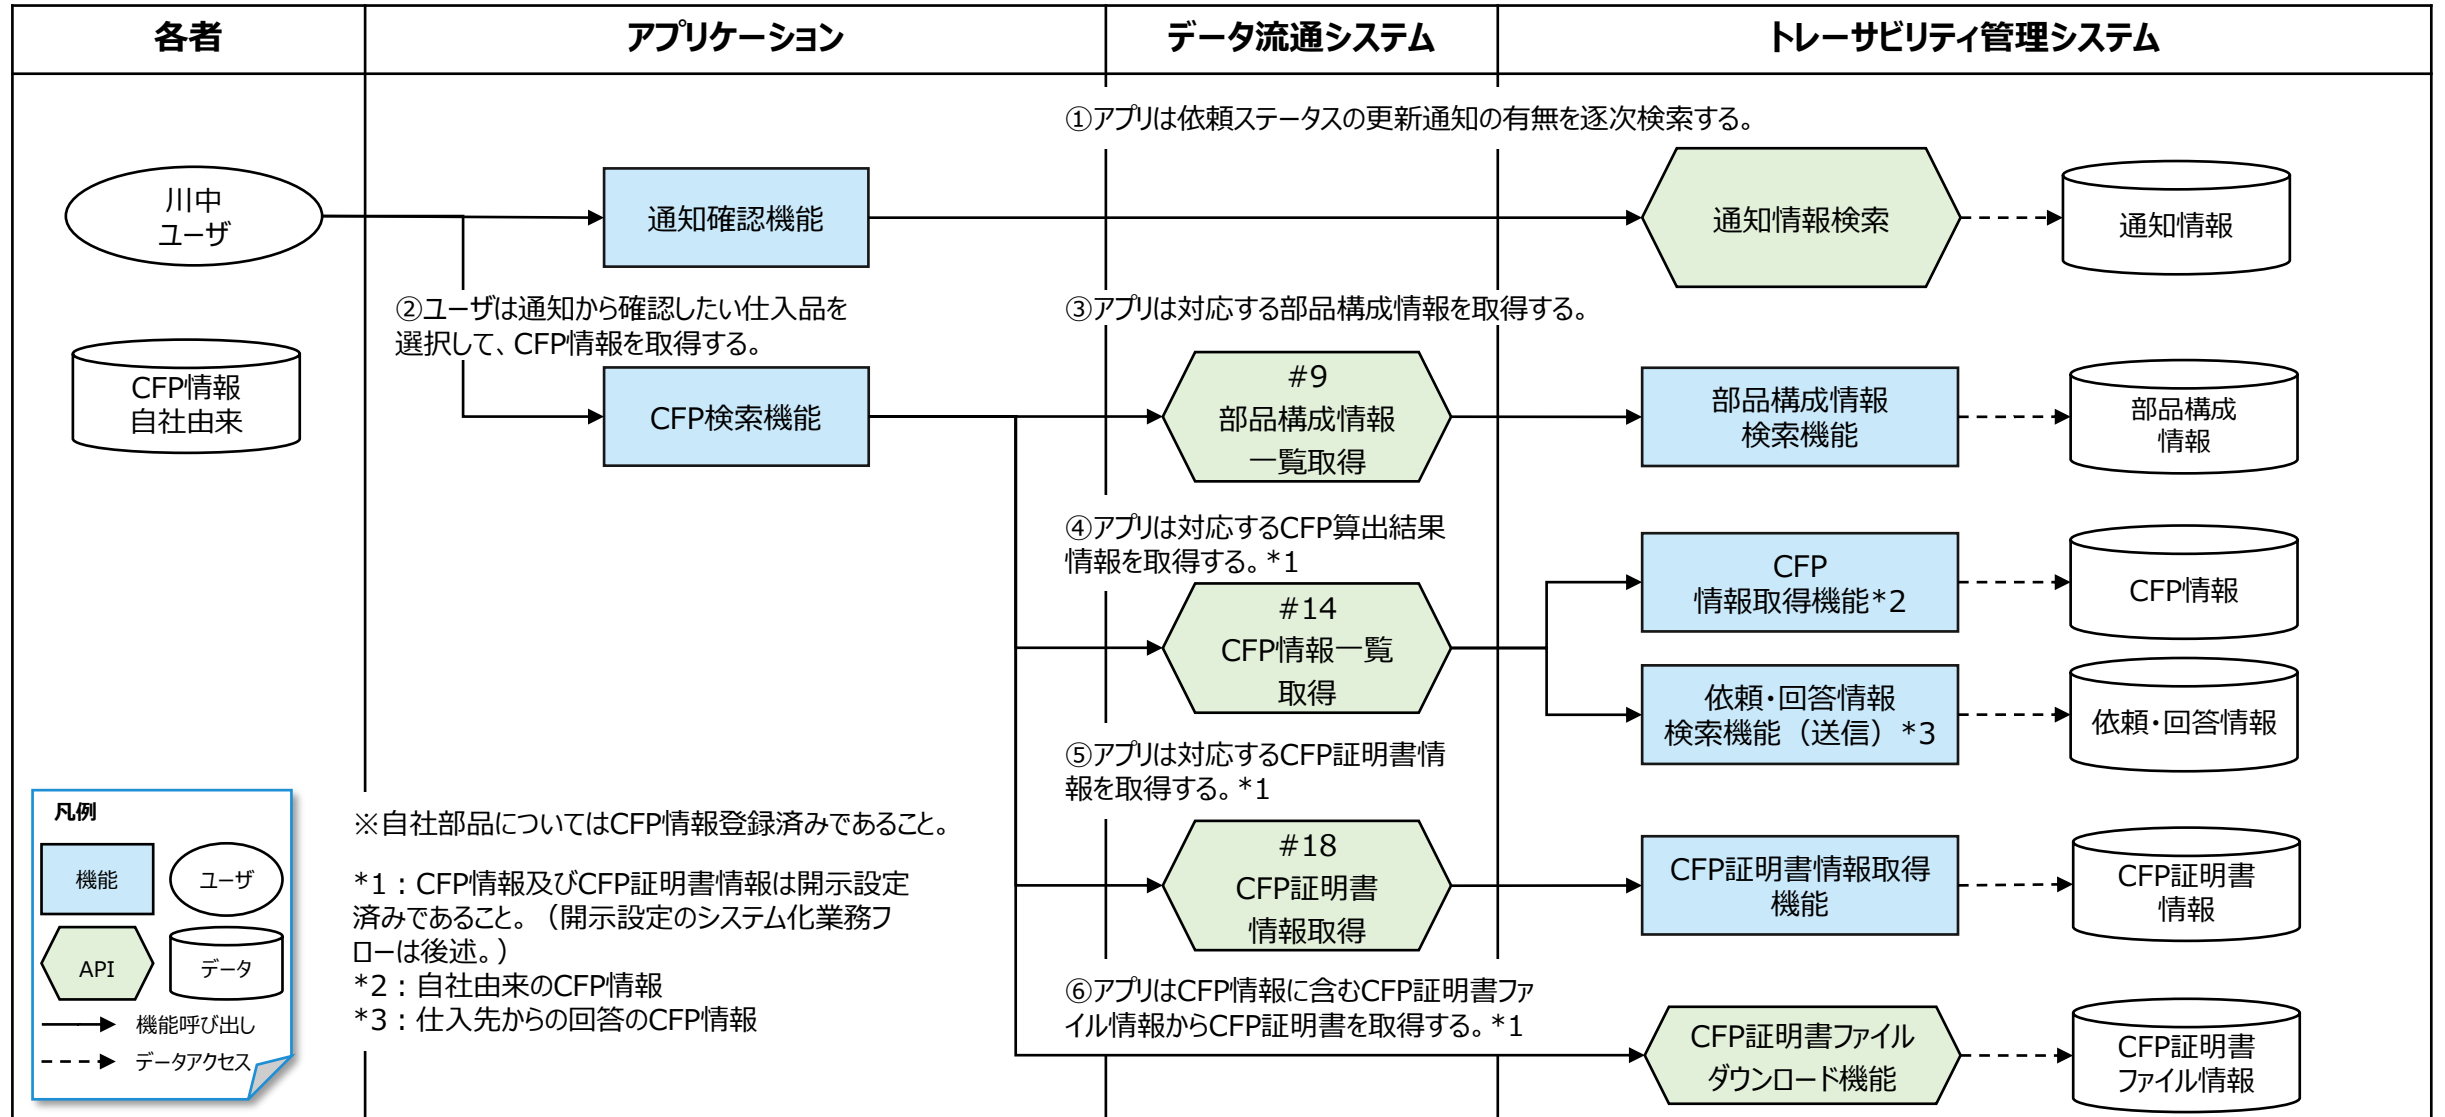 各者
アプリケーション
データ流通システム
トレーサビリティ管理システム
①アプリは依頼ステータスの更新通知の有無を逐次検索する。
川中
ユーザ
通知確認機能
通知情報検索
通知情報
②ユーザは通知から確認したい仕入品を
選択して、CFP情報を取得する。
③アプリは対応する部品構成情報を取得する。
CFP情報
自社由来
CFP検索機能
#9
部品構成情報
一覧取得
部品構成情報
検索機能
部品構成
情報
④アプリは対応するCFP算出結果
情報を取得する。*1
#14
CFP情報一覧
取得
CFP
情報取得機能*2
CFP情報
依頼・回答情報
検索機能（送信）*3
依頼・回答情報
⑤アプリは対応するCFP証明書情
報を取得する。*1
#18
CFP証明書
情報取得
CFP証明書情報取得
機能
CFP証明書
情報
⑥アプリはCFP情報に含むCFP証明書ファ
イル情報からCFP証明書を取得する。*1
CFP証明書ファイル
ダウンロード機能
CFP証明書
ファイル情報
凡例
機能
ユーザ
API
データ
機能呼び出し
データアクセス
※自社部品についてはCFP情報登録済みであること。
*1：CFP情報及びCFP証明書情報は開示設定
済みであること。（開示設定のシステム化業務フ
ローは後述。）
*2：自社由来のCFP情報
*3：仕入先からの回答のCFP情報